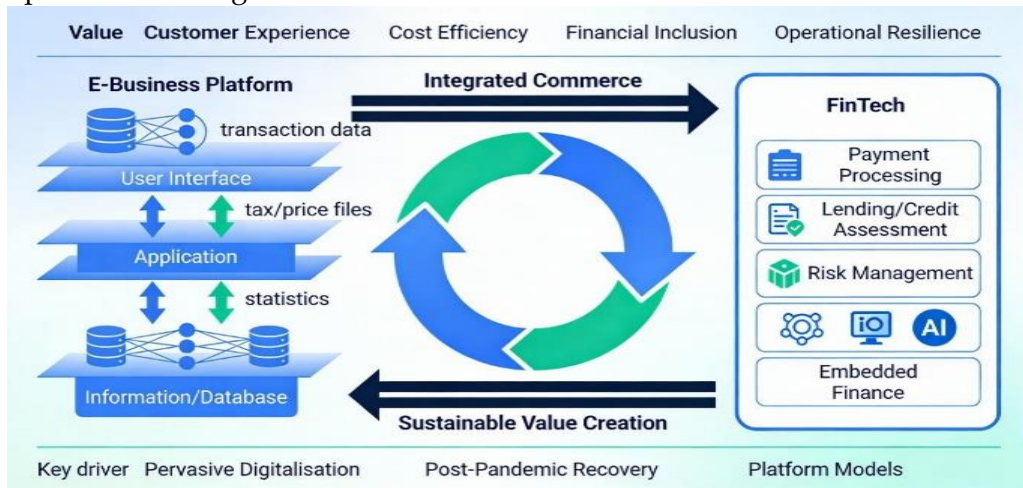 Value Customer Experience Cost Efficiency Financial Inclusion Operational Resilience
E-Business Platform
Integrated Commerce
FinTech
transaction data
User Interface
Payment
Processing
tax/price files
Lending/Credit
Assessment
Application
Risk Management
statistics
iO AI
Information/Database
Embedded
Finance
Sustainable Value Creation
Key driver Pervasive Digitalisation Post-Pandemic Recovery Platform Models